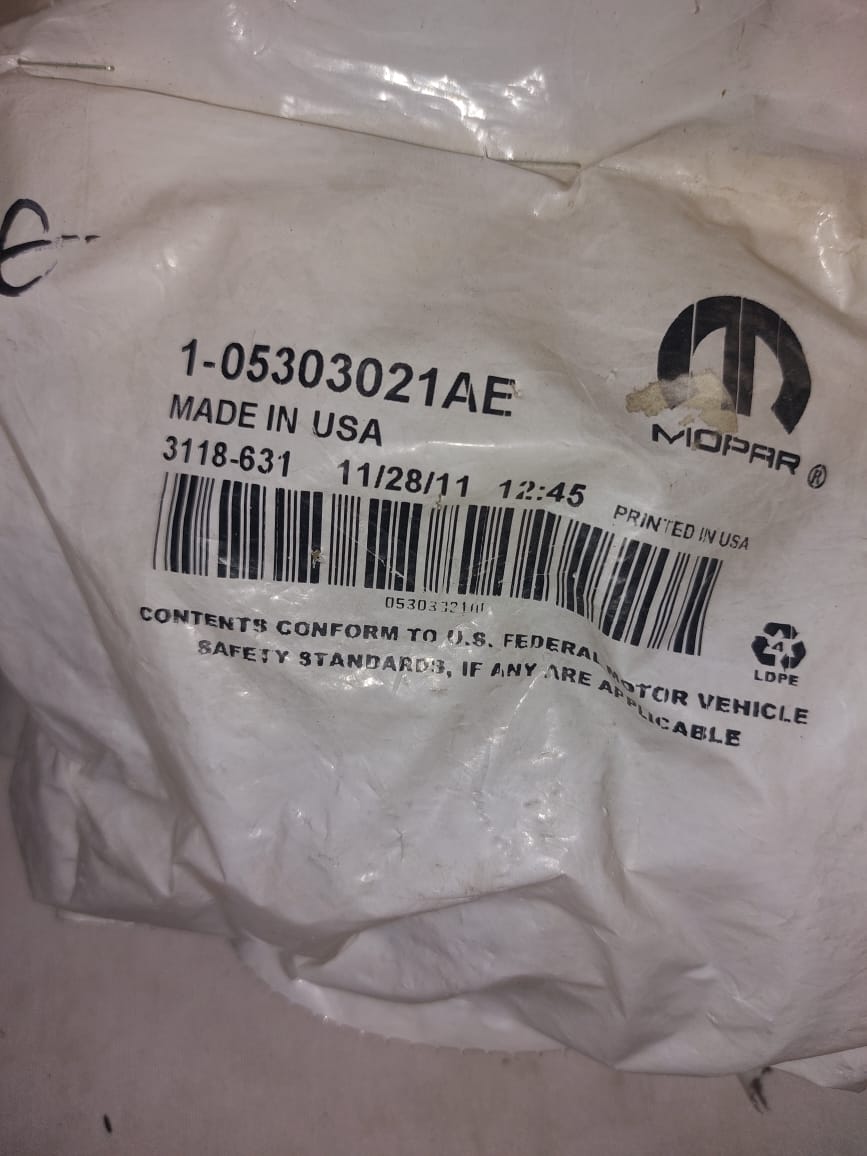 1-05303021AE
MADE IN USA
3118-631 11/28/11 12:45
PRINTED IN USA
MOPAR®
CONTENTS CONFORM TO U.S. FEDERAL MOTOR VEHICLE
SAFETY STANDARDS, IF ANY ARE APPLICABLE
4
LDPE